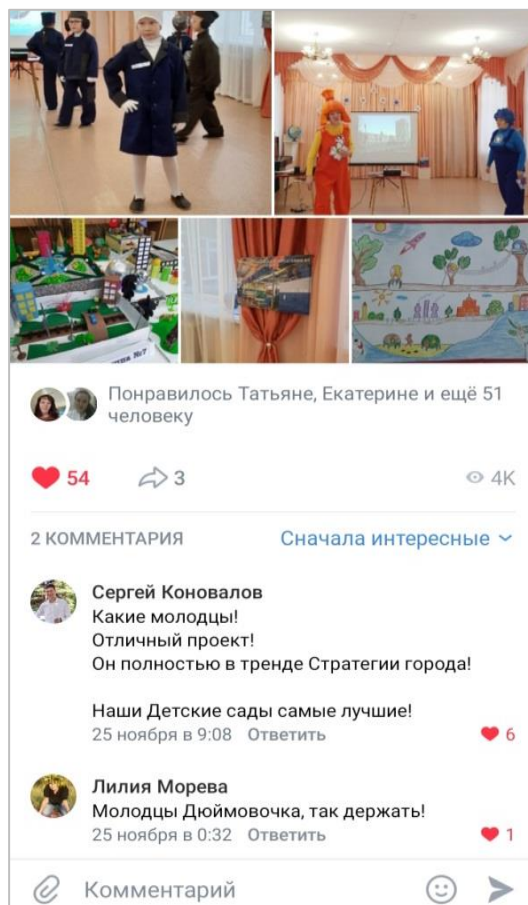 Понравилось Татьяне, Екатерине и ещё 51
человеку
54
3
4K
2 КОММЕНТАРИЯ
Сначала интересные
Сергей Коновалов
Какие молодцы!
Отличный проект!
Он полностью в тренде Стратегии города!
Наши Детские сады самые лучшие!
25 ноября в 9:08 Ответить
6
Лилия Морева
Молодцы Дюймовочка, так держать!
25 ноября в 0:32 Ответить
1
Комментарий